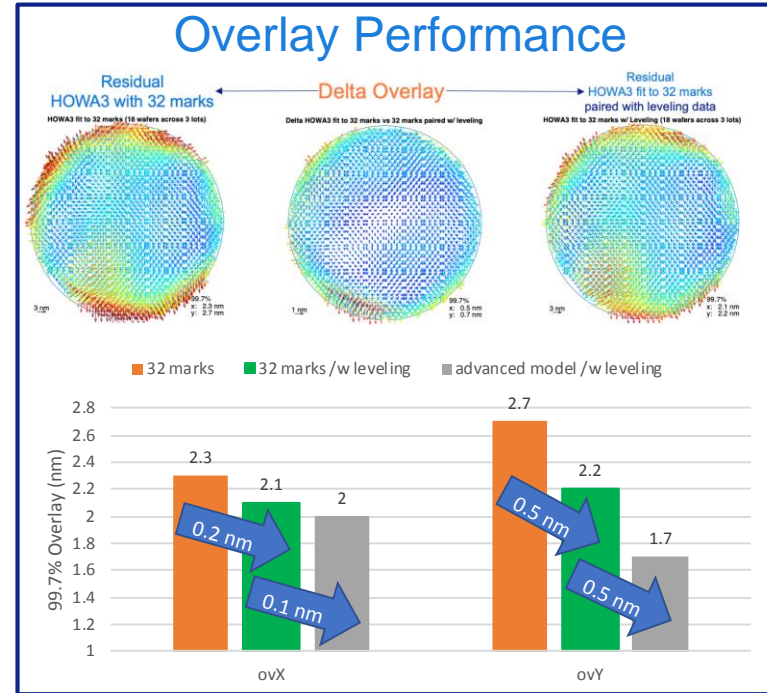 Overlay Performance
Residual
HOWA3 with 32 marks
Delta Overlay
Residual
HOWA3 fit to 32 marks
paired with leveling data
HOWA3 fit to 32 marks (18 wafers across 3 lots)
Delta HOWA3 fit to 32 marks vs 32 marks paired w/ leveling
HOWA3 fit to 32 marks w/ Leveling (18 wafers across 3 lots)
3 nm
99.7%
x: 2.3 nm
y: 2.7 nm
1 nm
99.7%
x: 0.5 nm
y: 0.7 nm
3 nm
99.7%
x: 2.1 nm
y: 2.2 nm
32 marks
32 marks /w leveling
advanced model /w leveling
99.7% Overlay (nm)
2.8
2.6
2.4
2.2
2
1.8
1.6
1.4
1.2
1
2.3
2.1
2
2.7
2.2
1.7
0.2 nm
0.1 nm
0.5 nm
0.5 nm
ovX
ovY